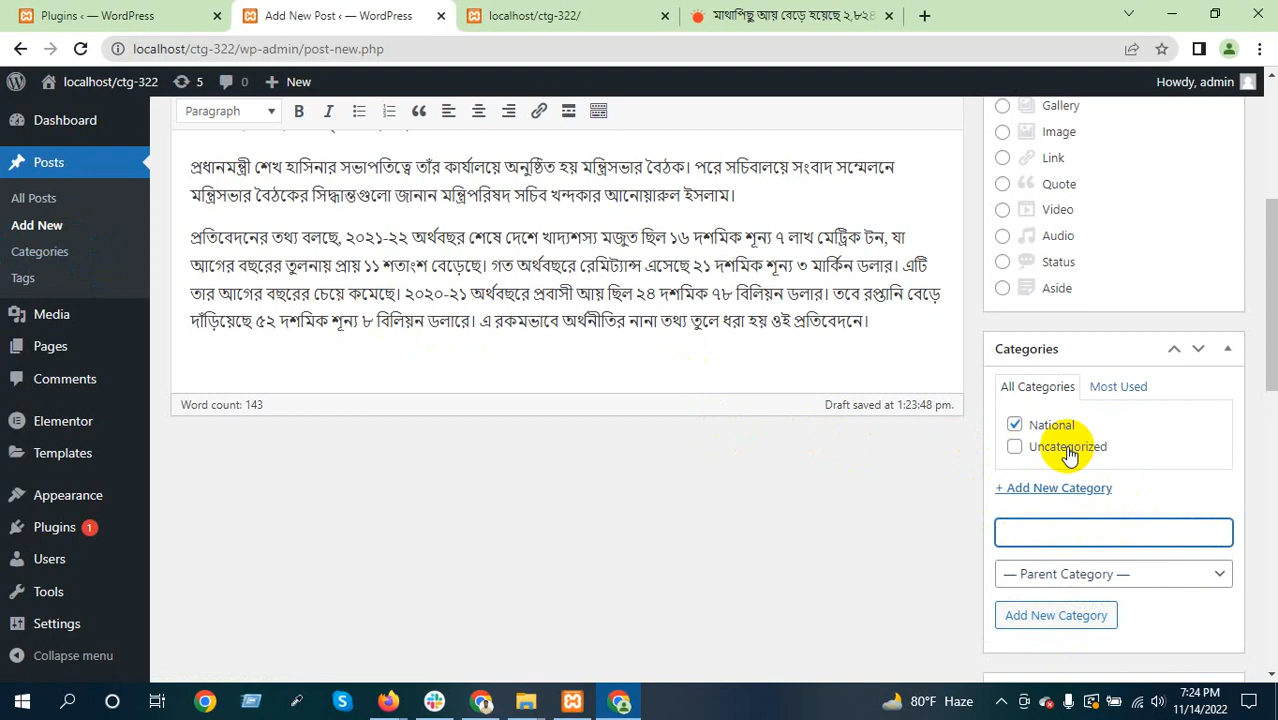 Plugins ‹ — WordPress
Add New Post ‹ — WordPress
localhost/ctg-322/
মাথাপিছু আয় বেড়ে হয়েছে ২,৮২৪
localhost/ctg-322/wp-admin/post-new.php
localhost/ctg-322
5
0
New
Howdy, admin
Dashboard
Posts
All Posts
Add New
Categories
Tags
Media
Pages
Comments
Elementor
Templates
Appearance
Plugins 1
Users
Tools
Settings
Collapse menu
Paragraph
B
I
প্রধানমন্ত্রী শেখ হাসিনার সভাপতিত্বে তাঁর কার্যালয়ে অনুষ্ঠিত হয় মন্ত্রিসভার বৈঠক। পরে সচিবালয়ে সংবাদ সম্মেলনে
মন্ত্রিসভার বৈঠকের সিদ্ধান্তগুলো জানান মন্ত্রিপরিষদ সচিব খন্দকার আনোয়ারুল ইসলাম।
প্রতিবেদনের তথ্য বলছে, ২০২১-২২ অর্থবছর শেষে দেশে খাদ্যশস্য মজুত ছিল ১৬ দশমিক শূন্য ৭ লাখ মেট্রিক টন, যা
আগের বছরের তুলনায় প্রায় ১১ শতাংশ বেড়েছে। গত অর্থবছরে রেমিট্যান্স এসেছে ২১ দশমিক শূন্য ৩ মার্কিন ডলার। এটি
তার আগের বছরের চেয়ে কমেছে। ২০২০-২১ অর্থবছরে প্রবাসী আয় ছিল ২৪ দশমিক ৭৮ বিলিয়ন ডলার। তবে রপ্তানি বেড়ে
দাঁড়িয়েছে ৫২ দশমিক শূন্য ৮ বিলিয়ন ডলারে। এ রকমভাবে অর্থনীতির নানা তথ্য তুলে ধরা হয় ওই প্রতিবেদনে।
Word count: 143
Draft saved at 1:23:48 pm.
Gallery
Image
Link
Quote
Video
Audio
Status
Aside
Categories
All Categories
Most Used
National
Uncategorized
+ Add New Category
— Parent Category —
Add New Category
80°F Haze
7:24 PM
11/14/2022